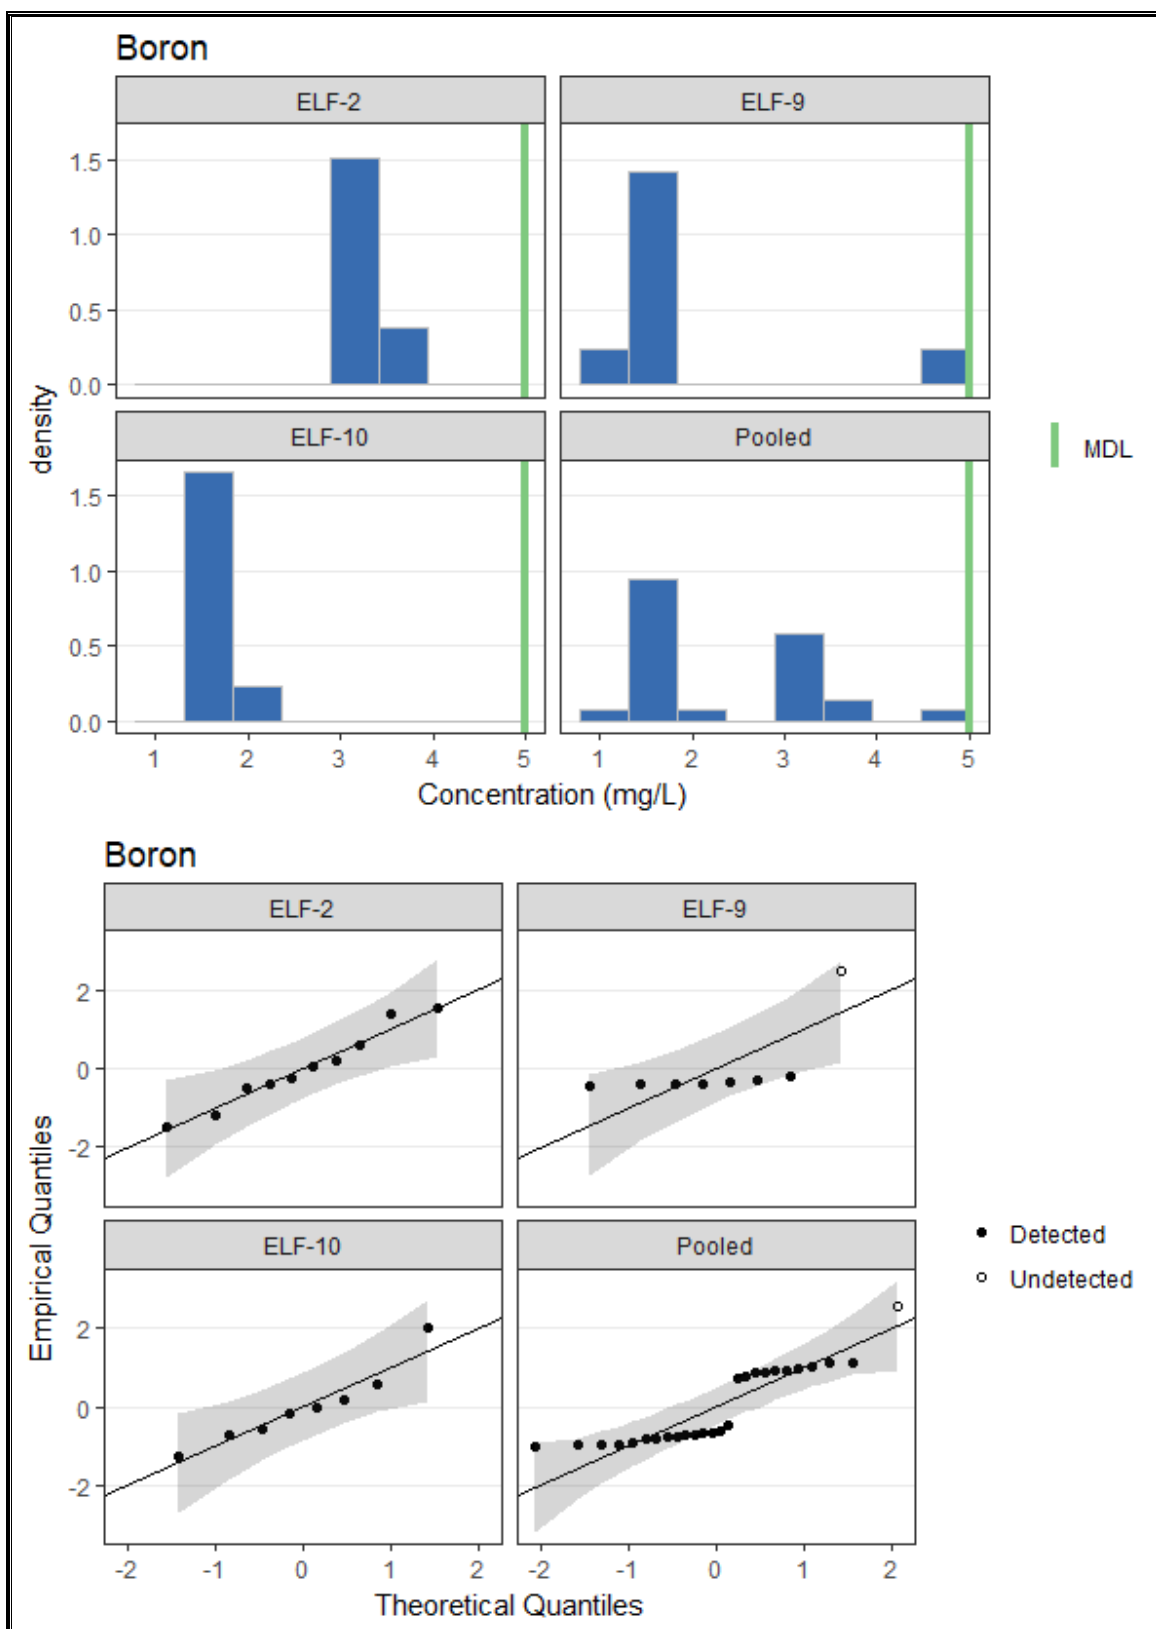 Boron
ELF-2 ELF-9
1.5
1.0
0.5
0.0
ELF-10 Pooled
1.5
1.0
0.5
0.0
1 2 3 4 5 1 2 3 4 5
Concentration (mg/L)
density
MDL
Boron
ELF-2 ELF-9
2
0
-2
ELF-10 Pooled
2
0
-2
-2 -1 0 1 2 -2 -1 0 1 2
Theoretical Quantiles
Empirical Quantiles
Detected
Undetected